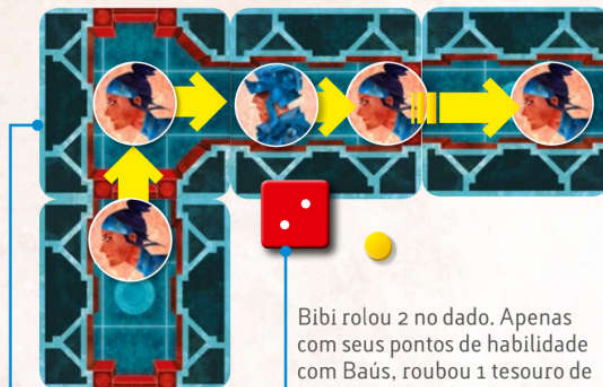 Bibi rolou 2 no dado. Apenas
com seus pontos de habilidade
com Baús, roubou 1 tesouro de